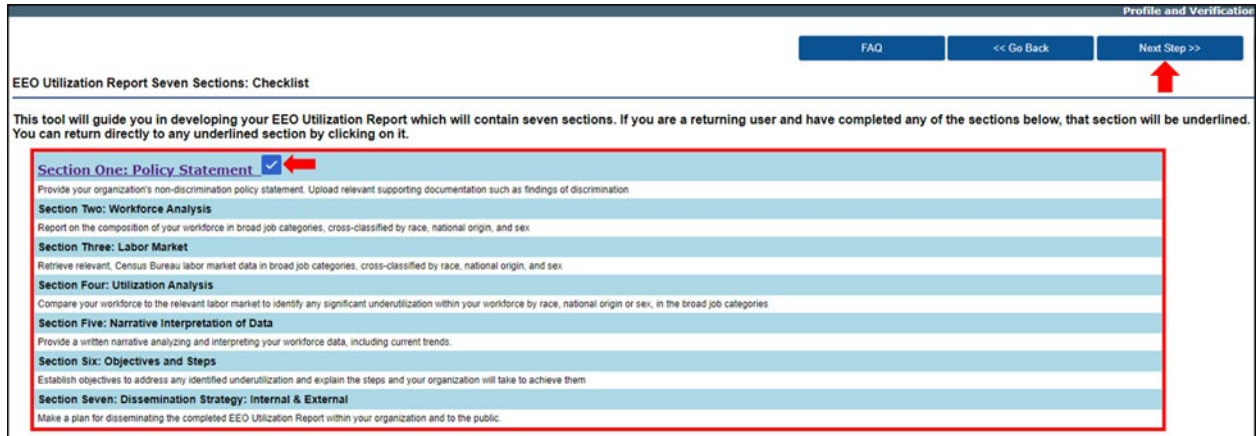 Profile and Verification
FAQ
<< Go Back
Next Step >>
EEO Utilization Report Seven Sections: Checklist
This tool will guide you in developing your EEO Utilization Report which will contain seven sections. If you are a returning user and have completed any of the sections below, that section will be underlined.
You can return directly to any underlined section by clicking on it.
Section One: Policy Statement
Provide your organization's non-discrimination policy statement. Upload relevant supporting documentation such as findings of discrimination
Section Two: Workforce Analysis
Report on the composition of your workforce in broad job categories, cross-classified by race, national origin, and sex
Section Three: Labor Market
Retrieve relevant, Census Bureau labor market data in broad job categories, cross-classified by race, national origin, and sex
Section Four: Utilization Analysis
Compare your workforce to the relevant labor market to identify any significant underutilization within your workforce by race, national origin or sex, in the broad job categories
Section Five: Narrative Interpretation of Data
Provide a written narrative analyzing and interpreting your workforce data, including current trends.
Section Six: Objectives and Steps
Establish objectives to address any identified underutilization and explain the steps and your organization will take to achieve them
Section Seven: Dissemination Strategy: Internal & External
Make a plan for disseminating the completed EEO Utilization Report within your organization and to the public.